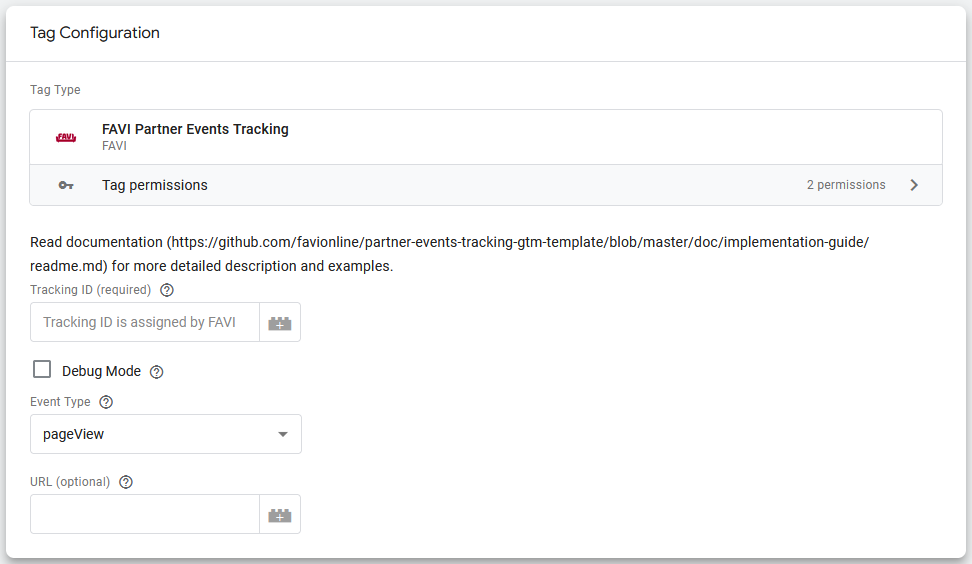 Tag Configuration
Tag Type
FAVI
FAVI Partner Events Tracking
FAVI
Tag permissions
2 permissions
Read documentation (https://github.com/favionline/partner-events-tracking-gtm-template/blob/master/doc/implementation-guide/
readme.md) for more detailed description and examples.
Tracking ID (required) ?
Tracking ID is assigned by FAVI
Debug Mode ?
Event Type ?
pageView
URL (optional) ?